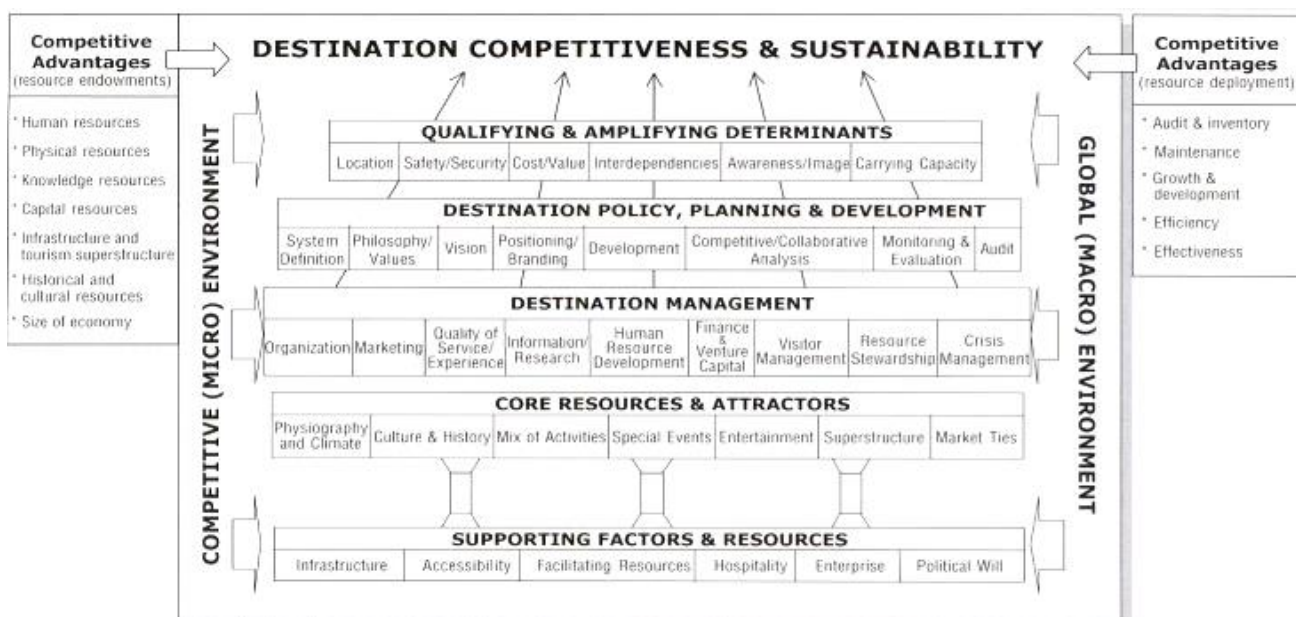 Competitive
Advantages
(resource endowments)
* Human resources
* Physical resources
* Knowledge resources
* Capital resources
* Infrastructure and
tourism superstructure
* Historical and
cultural resources
* Size of economy
COMPETITIVE (MICRO) ENVIRONMENT
DESTINATION COMPETITIVENESS & SUSTAINABILITY
QUALIFYING & AMPLIFYING DETERMINANTS
Location Safety/Security Cost/Value Interdependencies Awareness/Image Carrying Capacity
DESTINATION POLICY, PLANNING & DEVELOPMENT
System
Definition
Philosophy/
Values
Vision
Positioning/
Branding
Development
Competitive/Collaborative
Analysis
Monitoring &
Evaluation
Audit
DESTINATION MANAGEMENT
Organization
Marketing
Quality of
Service/
Experience
Information/
Research
Human
Resource
Development
Finance
&
Venture
Capital
Visitor
Management
Resource
Stewardship
Crisis
Management
CORE RESOURCES & ATTRACTORS
Physiography
and Climate
Culture & History
Mix of Activities
Special Events
Entertainment
Superstructure
Market Ties
SUPPORTING FACTORS & RESOURCES
Infrastructure Accessibility Facilitating Resources Hospitality Enterprise Political Will
GLOBAL (MACRO) ENVIRONMENT
Competitive
Advantages
(resource deployment)
* Audit & inventory
* Maintenance
* Growth &
development
* Efficiency
* Effectiveness